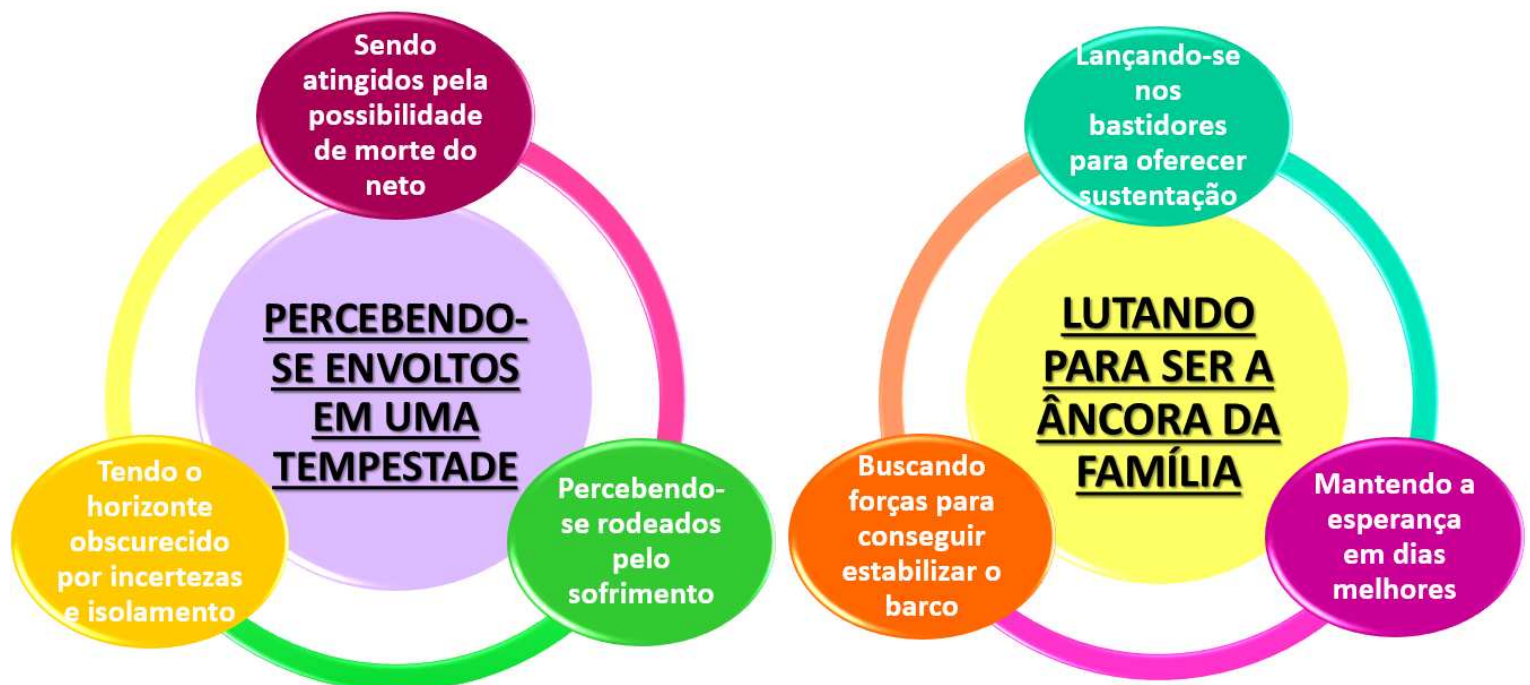 Sendo
atingidos pela
possibilidade
de morte do
neto
PERCEBENDO-
SE ENVOLTOS
EM UMA
TEMPESTADE
Tendo o
horizonte
obscurecido
por incertezas
e isolamento
Percebendo-
se rodeados
pelo
sofrimento
Lançando-se
nos
bastidores
para oferecer
sustentação
LUTANDO
PARA SER A
ÂNCORA DA
FAMÍLIA
Buscando
forças para
conseguir
estabilizar o
barco
Mantendo a
esperança
em dias
melhores